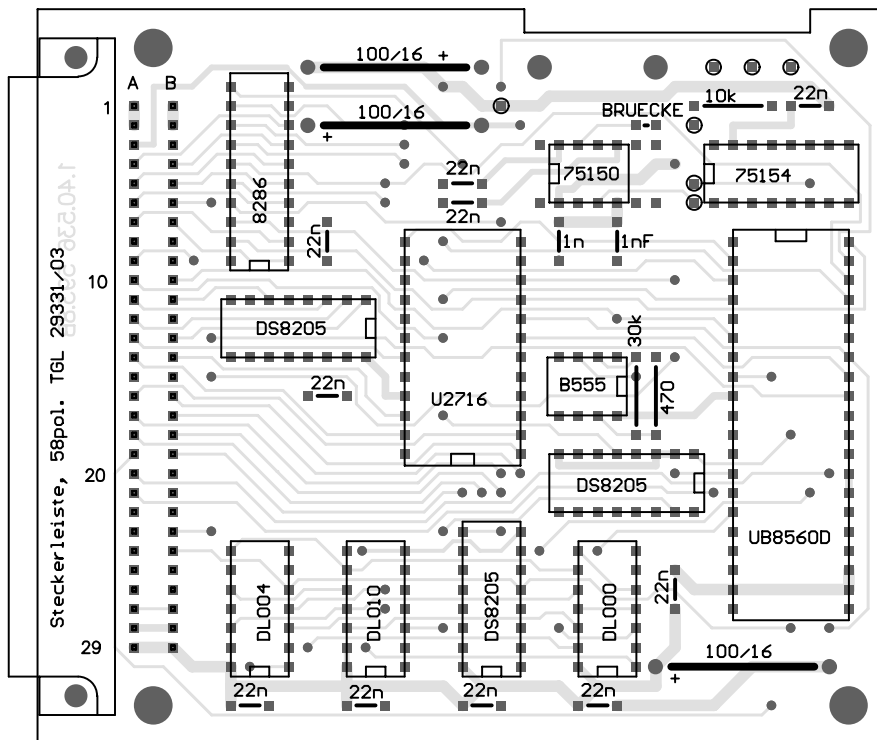 100/16 +
A B
1
100/16
+
BRUECKE
10k
22n
8286
22n
22n
75150
75154
22n
1n
1nF
10
DS8205
30k
22n
U2716
B555
470
20
DS8205
UB8560D
Steckerleiste, 58pol. TGL 29331/03
DL004
DL010
DS8205
DL000
22n
29
100/16
+
22n
22n
22n
22n